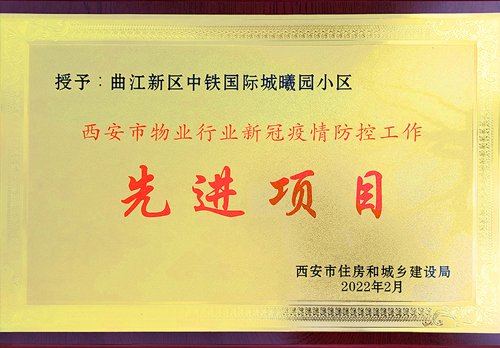 授予：曲江新区中铁国际城曦园小区
西安市物业行业新冠疫情防控工作
先进项目
西安市住房和城乡建设局
2022年2月